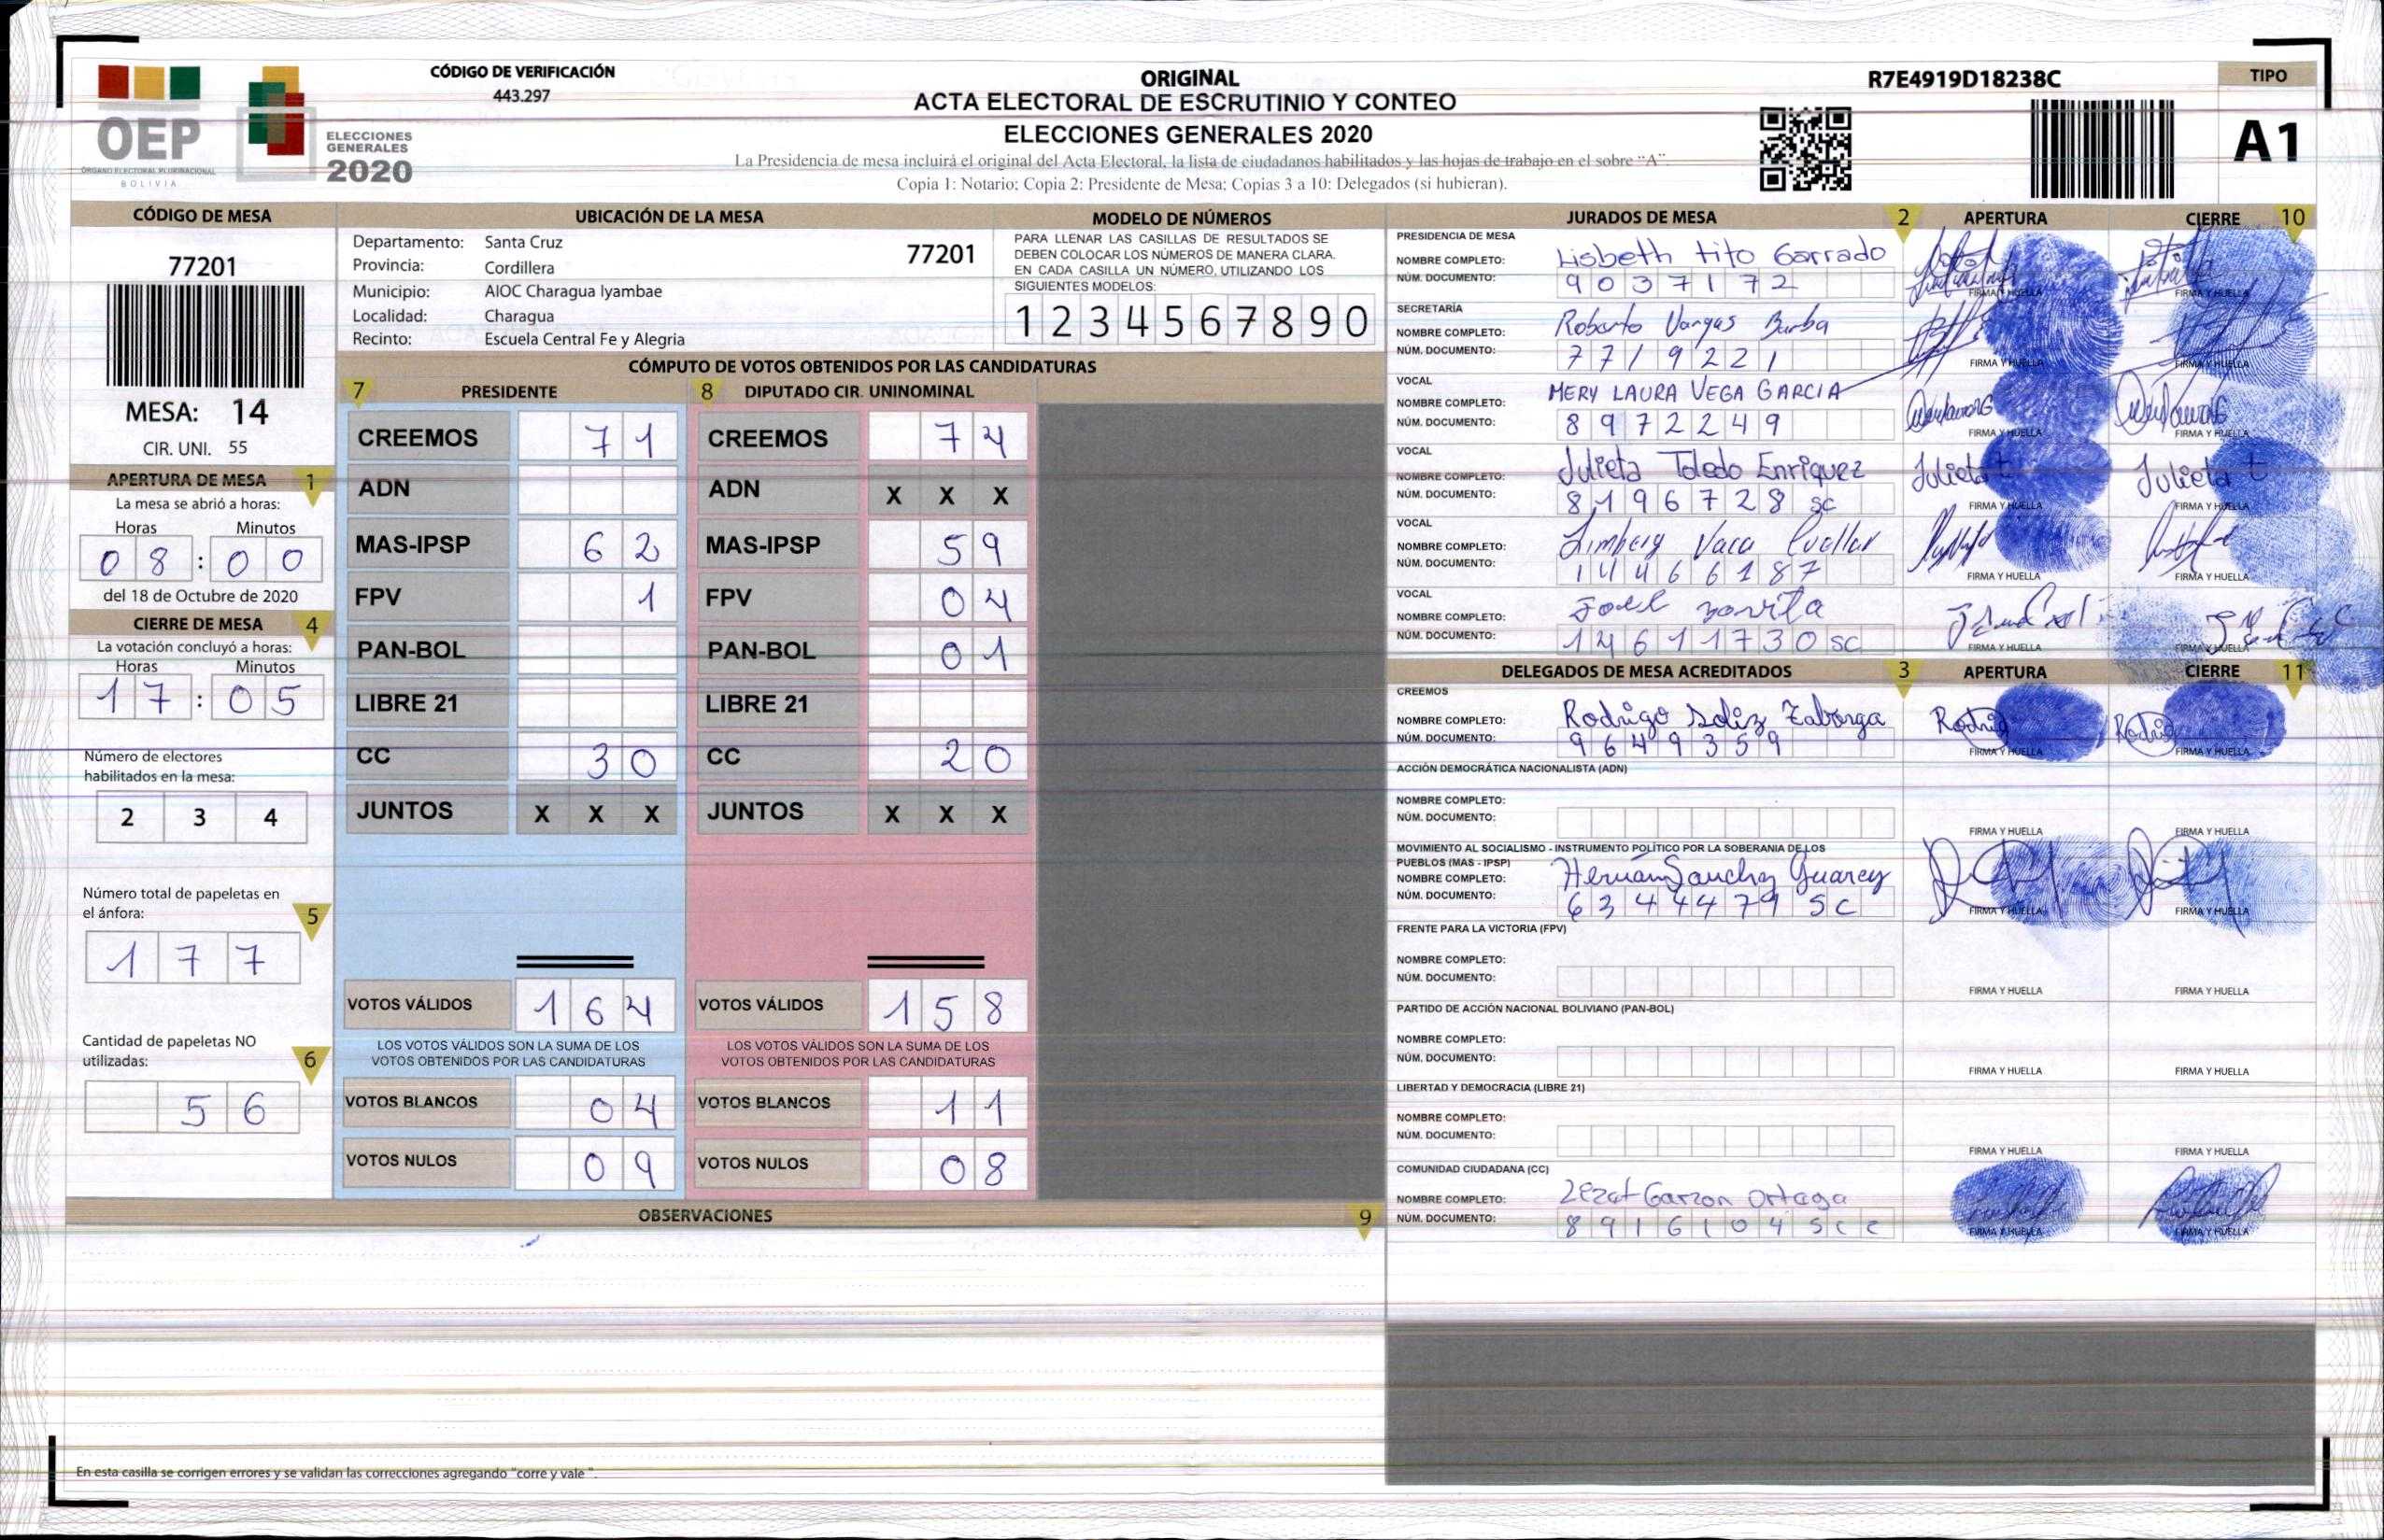 CÓDIGO DE VERIFICACIÓN
443.297
OEP
ÓRGANO ELECTORAL PLURINACIONAL
BOLIVIA
ELECCIONES
GENERALES
2020
ORIGINAL
ACTA ELECTORAL DE ESCRUTINIO Y CONTEO
ELECCIONES GENERALES 2020
La Presidencia de mesa incluirá el original del Acta Electoral, la lista de ciudadanos habilitados y las hojas de trabajo en el sobre "A".
Copia 1: Notario; Copia 2: Presidente de Mesa; Copias 3 a 10: Delegados (si hubieran).
R7E4919D18238C
TIPO
A1
CÓDIGO DE MESA
77201
MESA: 14
CIR. UNI. 55
APERTURA DE MESA 1
La mesa se abrió a horas:
Horas Minutos
08:00
del 18 de Octubre de 2020
CIERRE DE MESA 4
La votación concluyó a horas:
Horas Minutos
17:05
Número de electores
habilitados en la mesa:
2 3 4
Número total de papeletas en
el ánfora: 5
1 7 7
Cantidad de papeletas NO
utilizadas: 6
5 6
UBICACIÓN DE LA MESA
Departamento: Santa Cruz 77201
Provincia: Cordillera
Municipio: AIOC Charagua Iyambae
Localidad: Charagua
Recinto: Escuela Central Fe y Alegria
MODELO DE NÚMEROS
PARA LLENAR LAS CASILLAS DE RESULTADOS SE
DEBEN COLOCAR LOS NÚMEROS DE MANERA CLARA.
EN CADA CASILLA UN NÚMERO, UTILIZANDO LOS
SIGUIENTES MODELOS:
1 2 3 4 5 6 7 8 9 0
CÓMPUTO DE VOTOS OBTENIDOS POR LAS CANDIDATURAS
7 PRESIDENTE 8 DIPUTADO CIR. UNINOMINAL
CREEMOS 71 CREEMOS 74
ADN ADN X X X
MAS-IPSP 62 MAS-IPSP 59
FPV 1 FPV 04
PAN-BOL PAN-BOL 01
LIBRE 21 LIBRE 21
CC 30 CC 20
JUNTOS X X X JUNTOS X X X
VOTOS VÁLIDOS 164 VOTOS VÁLIDOS 158
LOS VOTOS VÁLIDOS SON LA SUMA DE LOS LOS VOTOS VÁLIDOS SON LA SUMA DE LOS
VOTOS OBTENIDOS POR LAS CANDIDATURAS VOTOS OBTENIDOS POR LAS CANDIDATURAS
VOTOS BLANCOS 04 VOTOS BLANCOS 11
VOTOS NULOS 09 VOTOS NULOS 08
OBSERVACIONES 9
En esta casilla se corrigen errores y se validan las correcciones agregando "corre y vale".
JURADOS DE MESA 2 APERTURA CIERRE 10
PRESIDENCIA DE MESA
NOMBRE COMPLETO: Lisbeth tito Garrado
NÚM. DOCUMENTO: 9037172 FIRMA Y HUELLA FIRMA Y HUELLA
SECRETARÍA
NOMBRE COMPLETO: Roberto Vargas Barba
NÚM. DOCUMENTO: 7719221 FIRMA Y HUELLA FIRMA Y HUELLA
VOCAL
NOMBRE COMPLETO: MERY LAURA VEGA GARCIA
NÚM. DOCUMENTO: 8972249 FIRMA Y HUELLA FIRMA Y HUELLA
VOCAL
NOMBRE COMPLETO: Julieta Toledo Enriquez Julieta t Julieta t
NÚM. DOCUMENTO: 8196728 SC FIRMA Y HUELLA FIRMA Y HUELLA
VOCAL
NOMBRE COMPLETO: Limberg Vaca Cuellar
NÚM. DOCUMENTO: 14466187 FIRMA Y HUELLA FIRMA Y HUELLA
VOCAL
NOMBRE COMPLETO: Joel
NÚM. DOCUMENTO: 14611730 SC FIRMA Y HUELLA FIRMA Y HUELLA
DELEGADOS DE MESA ACREDITADOS 3 APERTURA CIERRE 11
CREEMOS
NOMBRE COMPLETO: Rodrigo Soliz Zaborga
NÚM. DOCUMENTO: 9649359 FIRMA Y HUELLA FIRMA Y HUELLA
ACCIÓN DEMOCRÁTICA NACIONALISTA (ADN)
NOMBRE COMPLETO:
NÚM. DOCUMENTO: FIRMA Y HUELLA FIRMA Y HUELLA
MOVIMIENTO AL SOCIALISMO - INSTRUMENTO POLÍTICO POR LA SOBERANIA DE LOS
PUEBLOS (MAS - IPSP)
NOMBRE COMPLETO: Hernán Sanchez Guarey
NÚM. DOCUMENTO: 6344479 SC FIRMA Y HUELLA FIRMA Y HUELLA
FRENTE PARA LA VICTORIA (FPV)
NOMBRE COMPLETO:
NÚM. DOCUMENTO: FIRMA Y HUELLA FIRMA Y HUELLA
PARTIDO DE ACCIÓN NACIONAL BOLIVIANO (PAN-BOL)
NOMBRE COMPLETO:
NÚM. DOCUMENTO: FIRMA Y HUELLA FIRMA Y HUELLA
LIBERTAD Y DEMOCRACIA (LIBRE 21)
NOMBRE COMPLETO:
NÚM. DOCUMENTO: FIRMA Y HUELLA FIRMA Y HUELLA
COMUNIDAD CIUDADANA (CC)
NOMBRE COMPLETO: Garzon Ortega
NÚM. DOCUMENTO: 8916104 FIRMA Y HUELLA FIRMA Y HUELLA